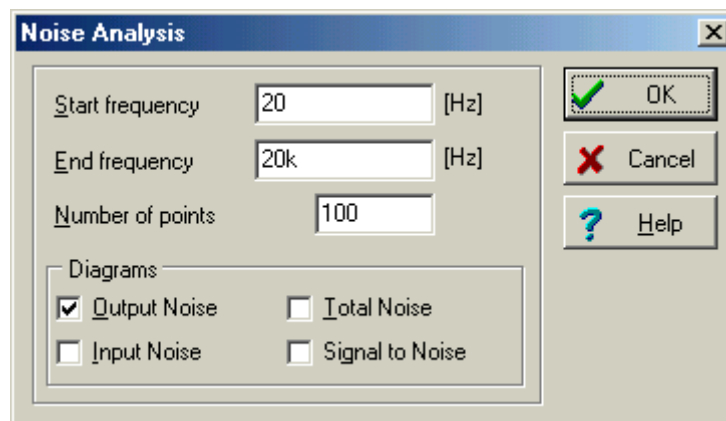 Noise Analysis
Start frequency 20 [Hz]
End frequency 20k [Hz]
Number of points 100
Diagrams
Output Noise Total Noise
Input Noise Signal to Noise
OK
Cancel
Help